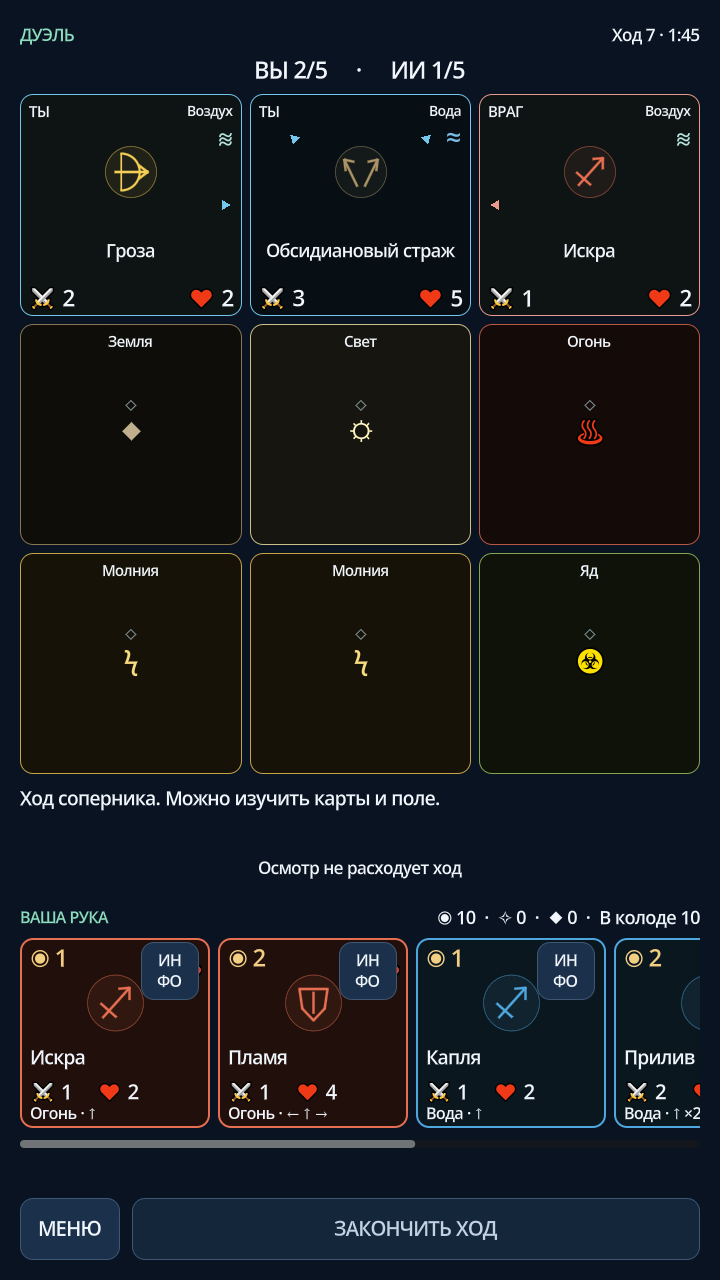 ДУЭЛЬ
Ход 7 · 1:45
ВЫ 2/5 · ИИ 1/5
ТЫ Воздух
Гроза
2 2
ТЫ Вода
Обсидиановый страж
3 5
ВРАГ Воздух
Искра
1 2
Земля
Свет
Огонь
Молния
Молния
Яд
Ход соперника. Можно изучить карты и поле.
Осмотр не расходует ход
ВАША РУКА
◉ 10 · ✧ 0 · ◆ 0 · В колоде 10
◉ 1
ИН
ФО
Искра
1 2
Огонь · ↑
◉ 2
ИН
ФО
Пламя
1 4
Огонь · ← ↑ →
◉ 1
ИН
ФО
Капля
1 2
Вода · ↑
◉ 2
Прилив
2
Вода · ↑ ×2
МЕНЮ
ЗАКОНЧИТЬ ХОД